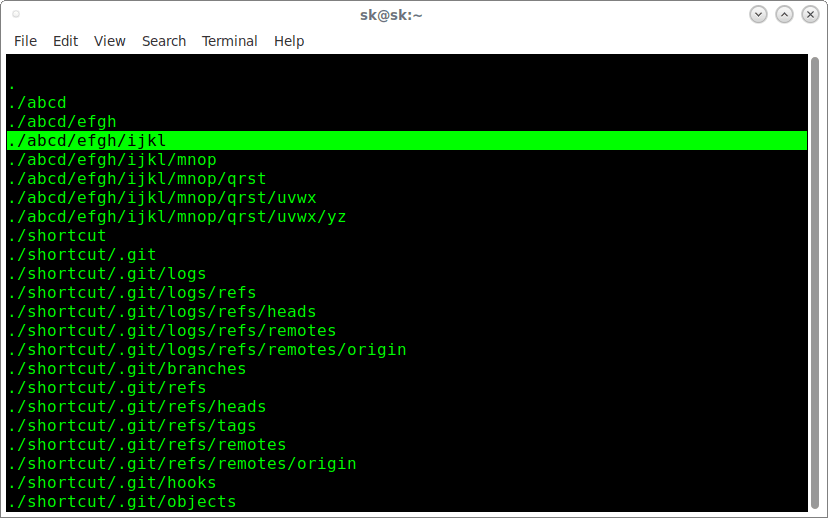 sk@sk:~
File Edit View Search Terminal Help
.
./abcd
./abcd/efgh
./abcd/efgh/ijkl
./abcd/efgh/ijkl/mnop
./abcd/efgh/ijkl/mnop/qrst
./abcd/efgh/ijkl/mnop/qrst/uvwx
./abcd/efgh/ijkl/mnop/qrst/uvwx/yz
./shortcut
./shortcut/.git
./shortcut/.git/logs
./shortcut/.git/logs/refs
./shortcut/.git/logs/refs/heads
./shortcut/.git/logs/refs/remotes
./shortcut/.git/logs/refs/remotes/origin
./shortcut/.git/branches
./shortcut/.git/refs
./shortcut/.git/refs/heads
./shortcut/.git/refs/tags
./shortcut/.git/refs/remotes
./shortcut/.git/refs/remotes/origin
./shortcut/.git/hooks
./shortcut/.git/objects